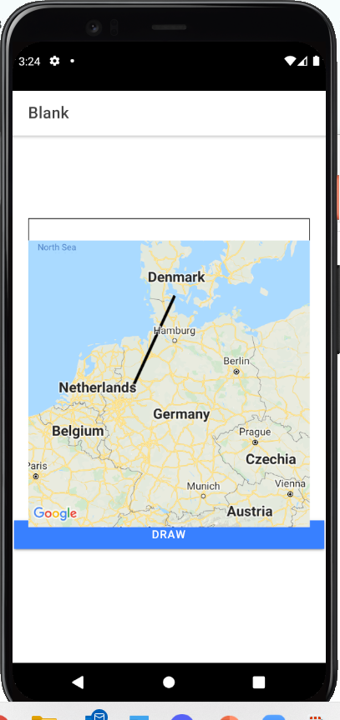 3:24
Blank
North Sea
Denmark
Hamburg
Berlin
Netherlands
Germany
Belgium
Prague
Czechia
Paris
Munich
Vienna
Austria
Google
DRAW